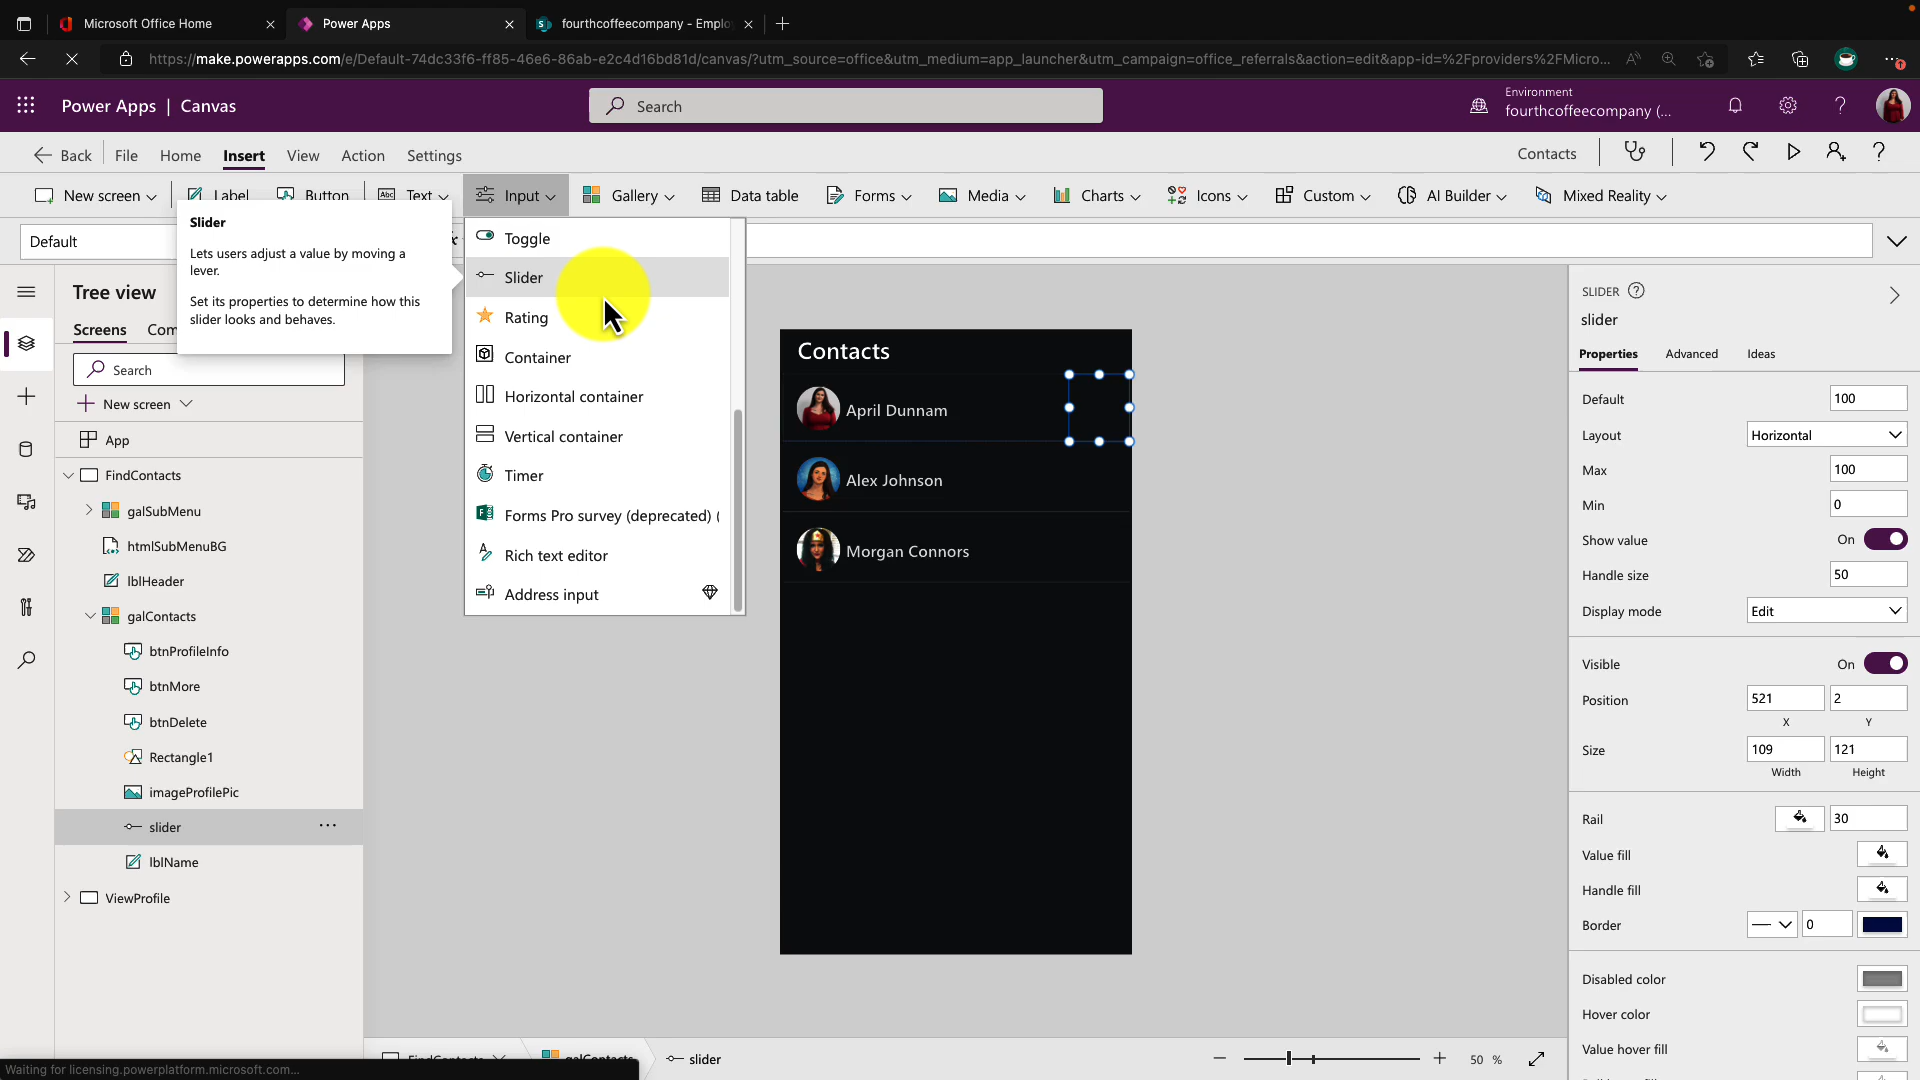 Microsoft Office Home
Power Apps
fourthcoffeecompany - Emplo
https://make.powerapps.com/e/Default-74dc33f6-ff85-46e6-86ab-e2c4d16bd81d/canvas/?utm_source=office&utm_medium=app_launcher&utm_campaign=office_referrals&action=edit&app-id=%2Fproviders%2FMicro...
Power Apps | Canvas
Search
Environment
fourthcoffeecompany (...
Back File Home Insert View Action Settings
Contacts
New screen Label Button Text Input Gallery Data table Forms Media Charts Icons Custom AI Builder Mixed Reality
Default
Slider
Lets users adjust a value by moving a
lever.
Set its properties to determine how this
slider looks and behaves.
Toggle
Slider
Rating
Container
Horizontal container
Vertical container
Timer
Forms Pro survey (deprecated) (
Rich text editor
Address input
Tree view
Screens Com
Search
New screen
App
FindContacts
galSubMenu
htmlSubMenuBG
lblHeader
galContacts
btnProfileInfo
btnMore
btnDelete
Rectangle1
imageProfilePic
slider ...
lblName
ViewProfile
Contacts
April Dunnam
Alex Johnson
Morgan Connors
SLIDER
slider
Properties Advanced Ideas
Default 100
Layout Horizontal
Max 100
Min 0
Show value On
Handle size 50
Display mode Edit
Visible On
Position 521 2
X Y
Size 109 121
Width Height
Rail 30
Value fill
Handle fill
Border 0
Disabled color
Hover color
Value hover fill
FindContacts galContacts slider
50 %
Waiting for licensing.powerplatform.microsoft.com...